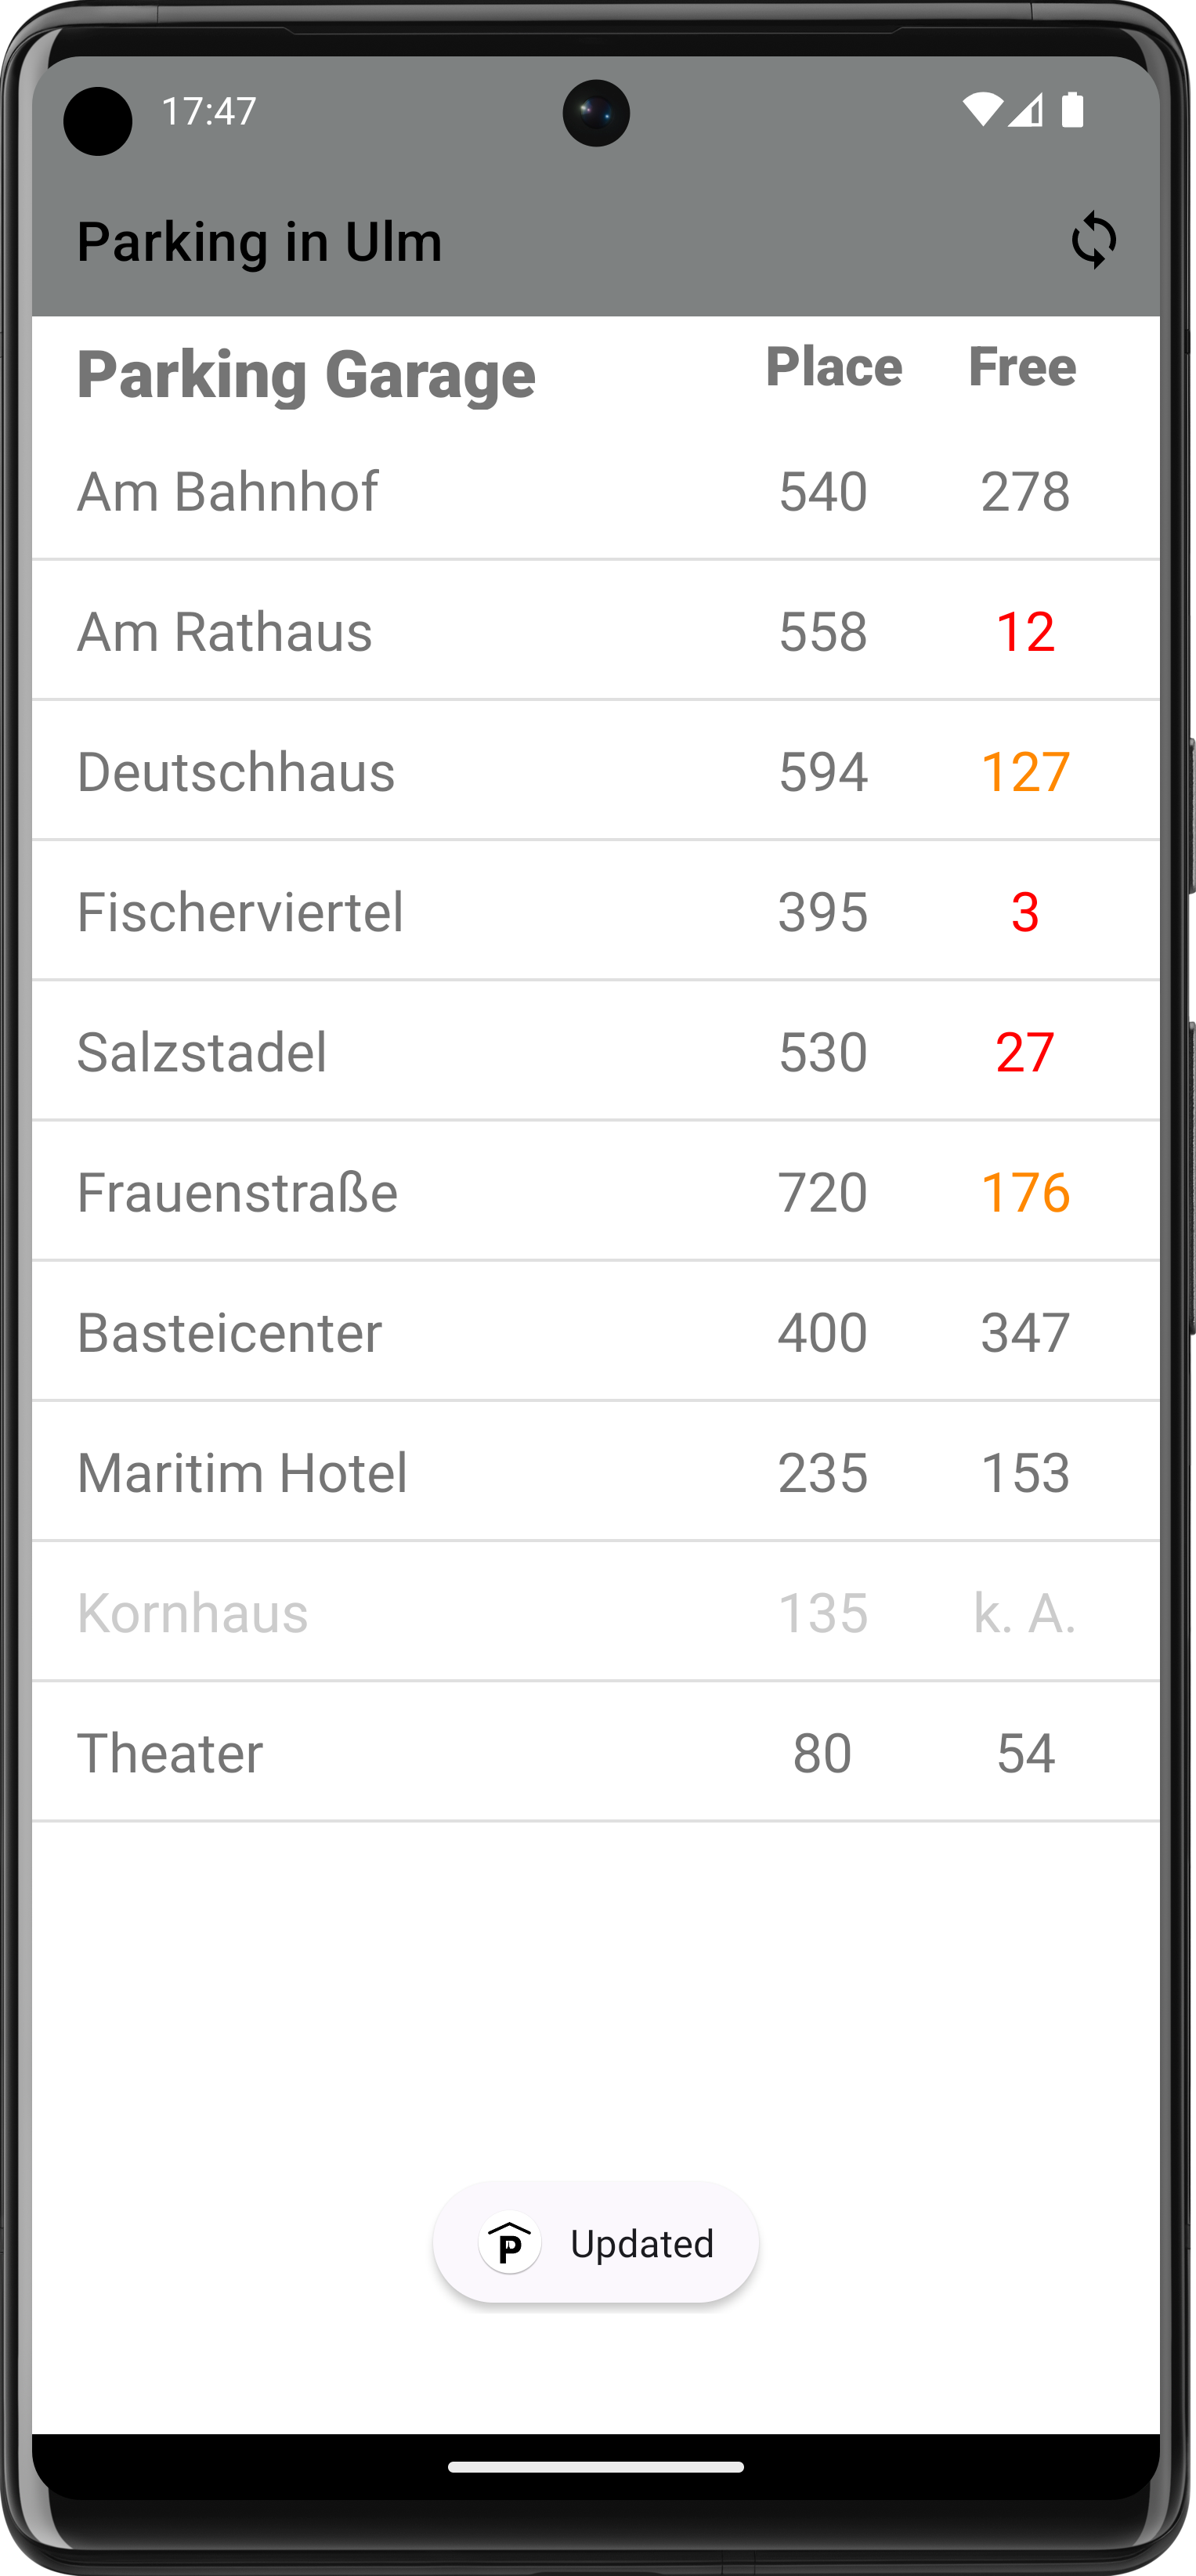 17:47
Parking in Ulm
Parking Garage Place Free
Am Bahnhof 540 278
Am Rathaus 558 12
Deutschhaus 594 127
Fischerviertel 395 3
Salzstadel 530 27
Frauenstraße 720 176
Basteicenter 400 347
Maritim Hotel 235 153
Kornhaus 135 k. A.
Theater 80 54
P Updated